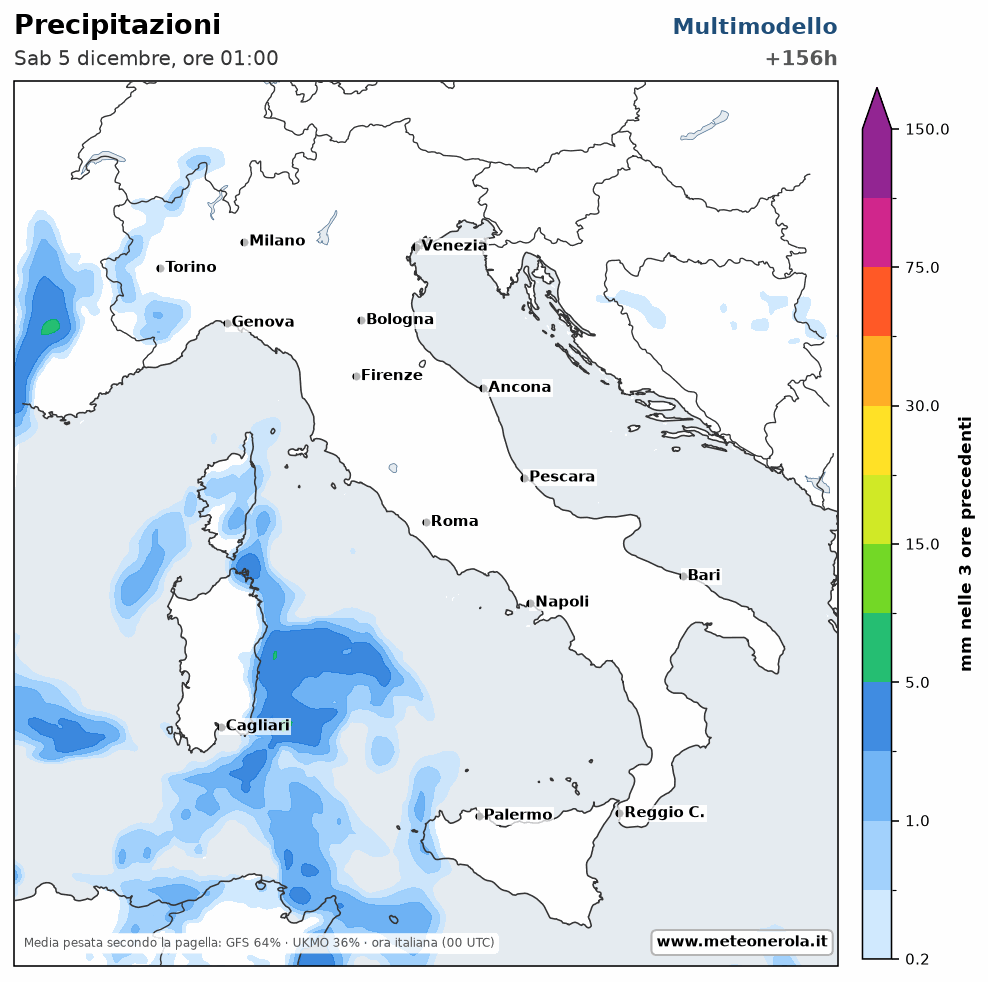 Precipitazioni
Multimodello
Sab 5 dicembre, ore 01:00
+156h
150.0
75.0
30.0
15.0
5.0
1.0
0.2
mm nelle 3 ore precedenti
Milano
Venezia
Torino
Genova
Bologna
Firenze
Ancona
Pescara
Roma
Bari
Napoli
Cagliari
Palermo
Reggio C.
Media pesata secondo la pagella: GFS 64% · UKMO 36% · ora italiana (00 UTC)
www.meteonerola.it